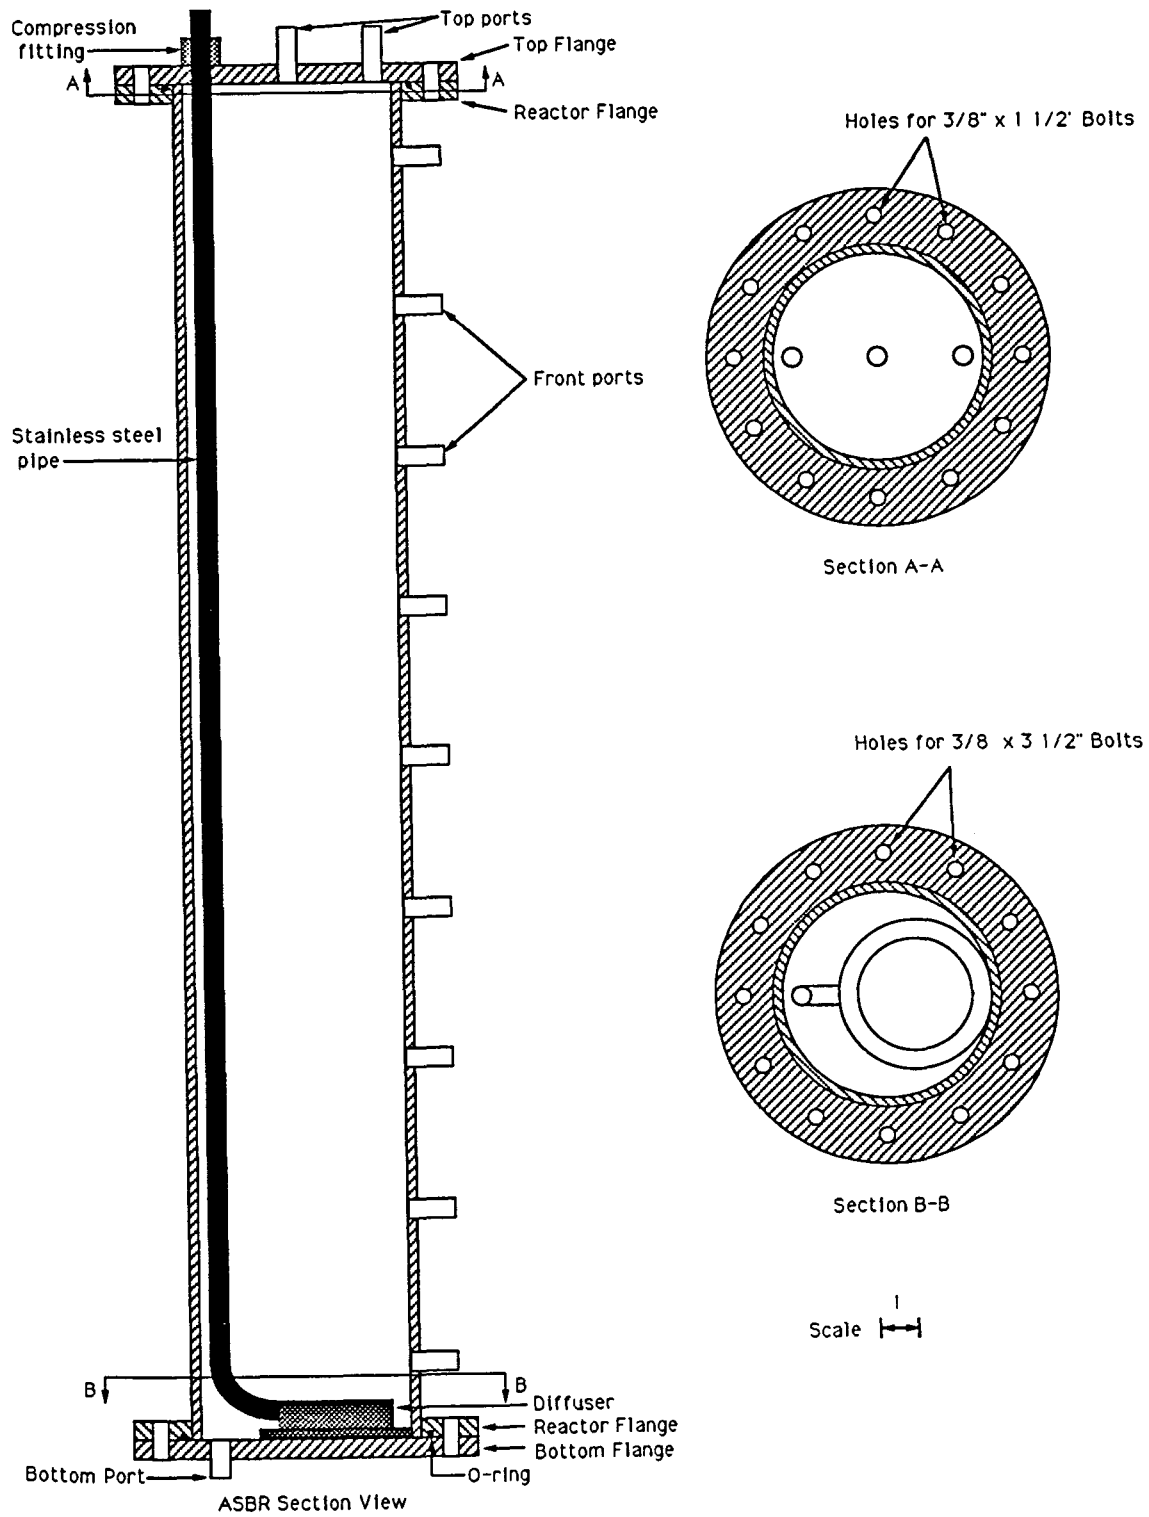 Compression
fitting
Top ports
Top Flange
A
A
Reactor Flange
Holes for 3/8" x 1 1/2' Bolts
Front ports
Stainless steel
pipe
Section A-A
Holes for 3/8 x 3 1/2" Bolts
Section B-B
1
Scale
B
B
Diffuser
Reactor Flange
Bottom Flange
Bottom Port
O-ring
ASBR Section View